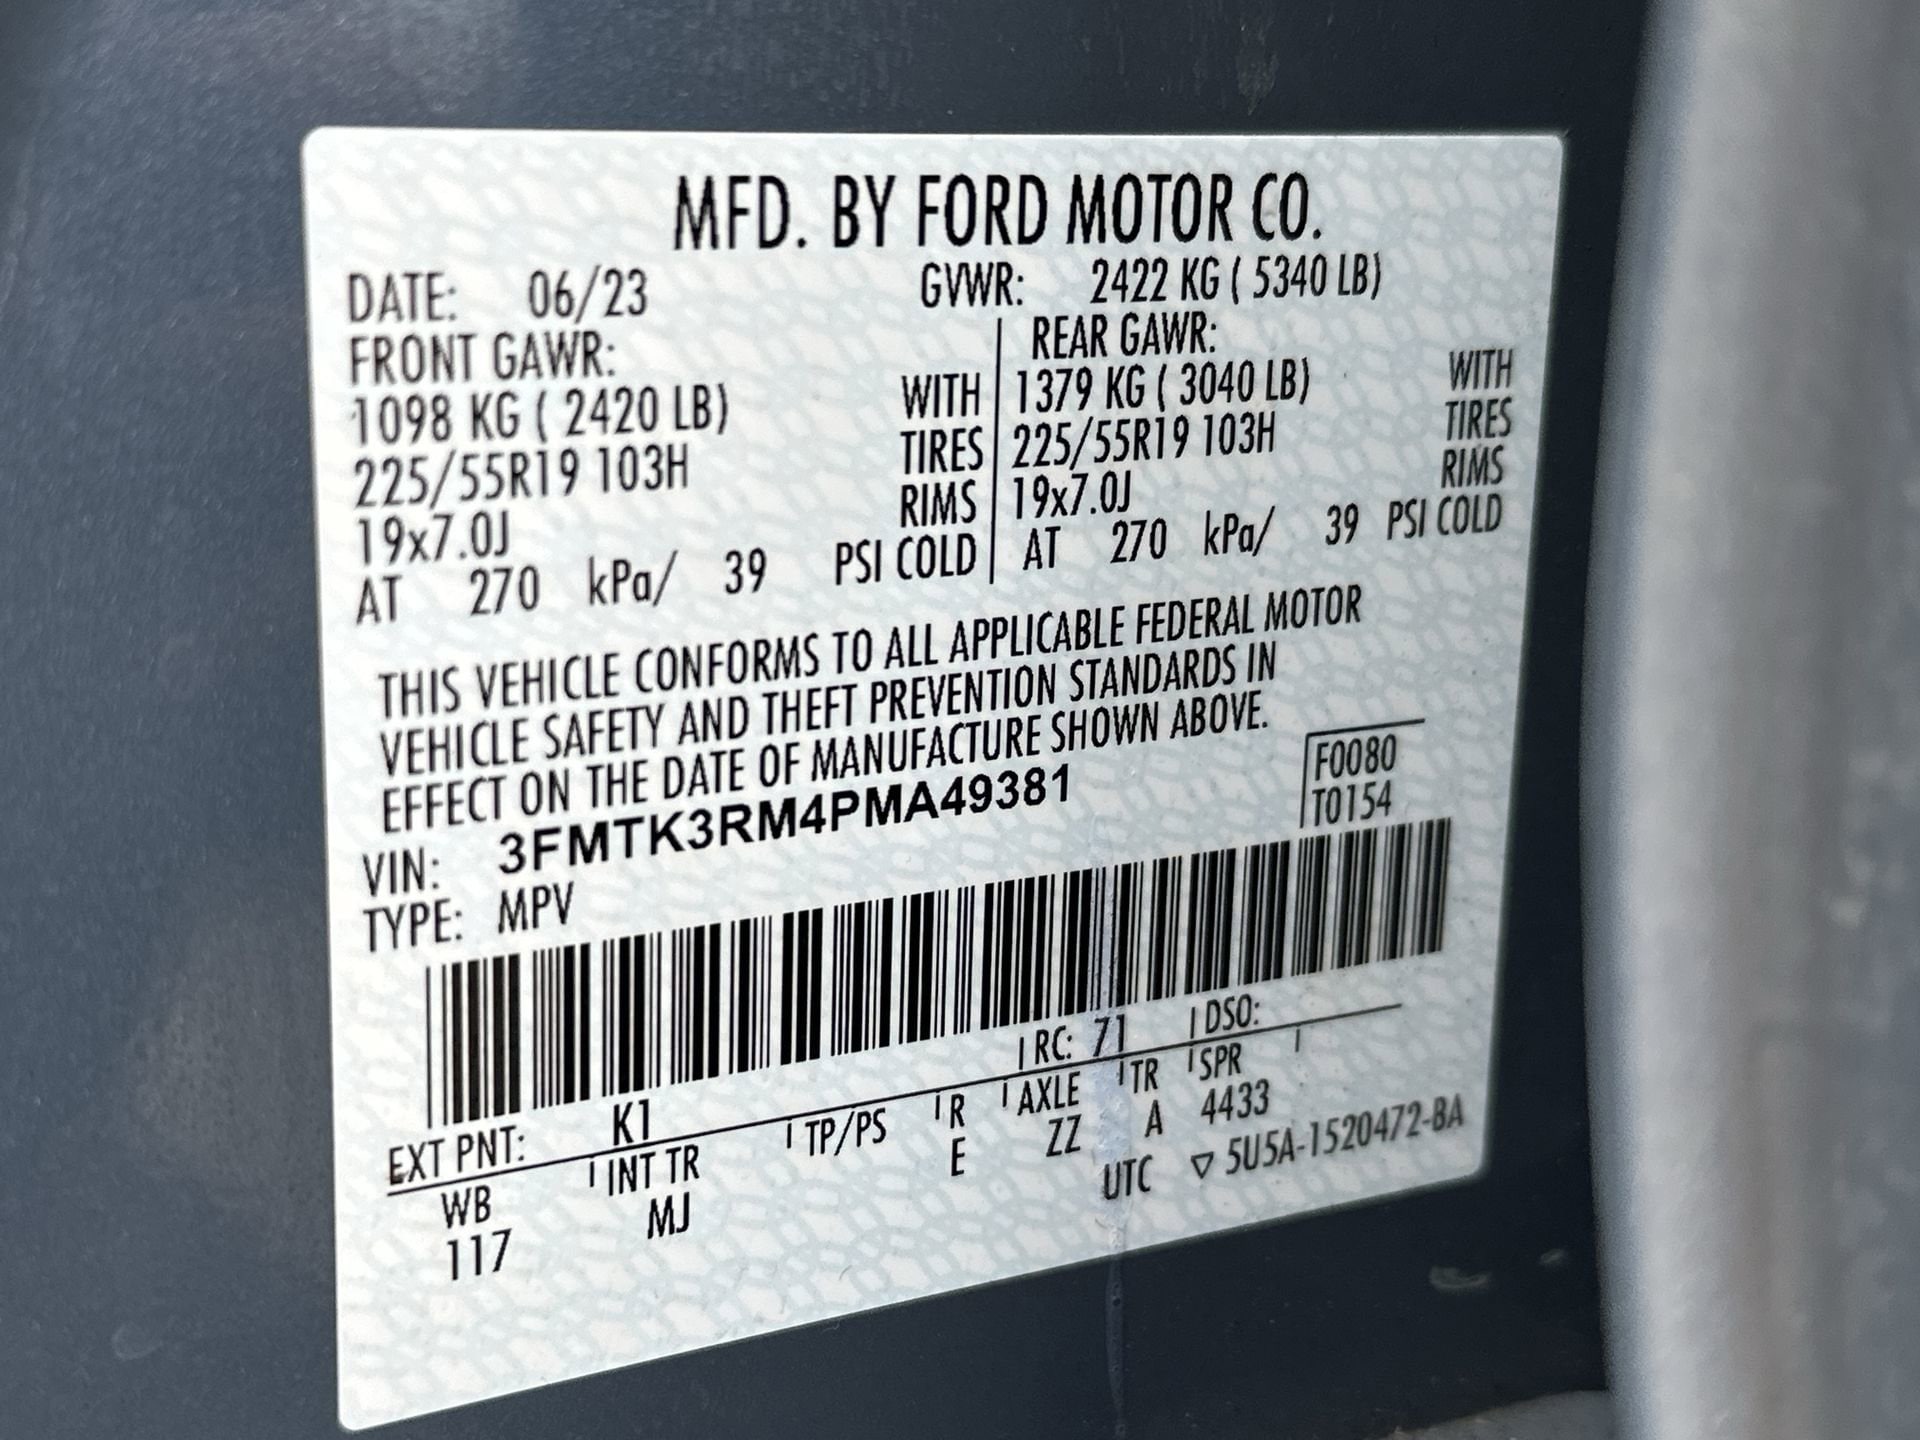 MFD. BY FORD MOTOR CO.
DATE: 06/23 GVWR: 2422 KG ( 5340 LB)
FRONT GAWR: REAR GAWR:
1098 KG ( 2420 LB) WITH 1379 KG ( 3040 LB) WITH
225/55R19 103H TIRES 225/55R19 103H TIRES
19x7.0J RIMS 19x7.0J RIMS
AT 270 kPa/ 39 PSI COLD AT 270 kPa/ 39 PSI COLD
THIS VEHICLE CONFORMS TO ALL APPLICABLE FEDERAL MOTOR
VEHICLE SAFETY AND THEFT PREVENTION STANDARDS IN
EFFECT ON THE DATE OF MANUFACTURE SHOWN ABOVE.
VIN: 3FMTK3RM4PMA49381 F0080
TYPE: MPV T0154
EXT PNT: K1 RC: 71 DSO:
WB INT TR TP/PS R AXLE TR SPR
117 MJ E ZZ A 4433
UTC ▽ 5U5A-1520472-BA